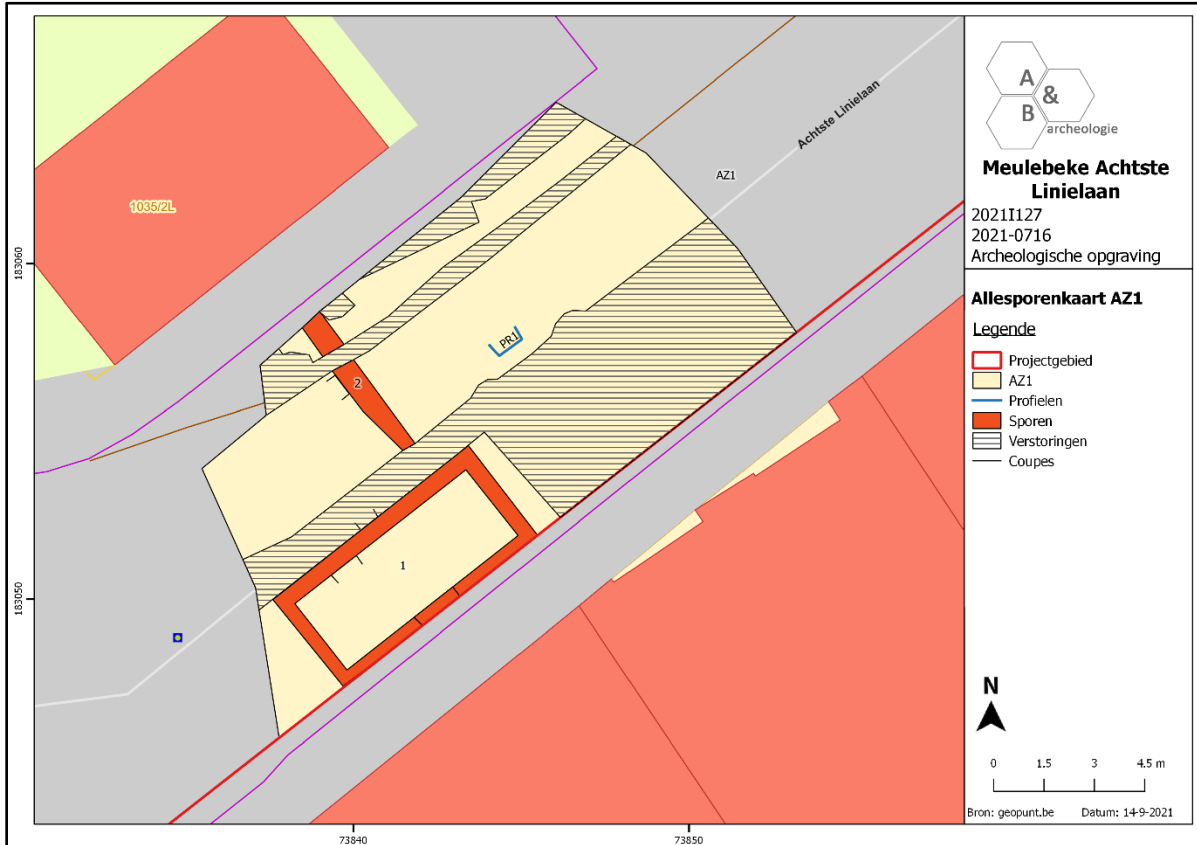 183060
183050
73840
73850
1035/2L
Achtste Linielaan
AZ1
PR1
2
1
A
&
B
archeologie
Meulebeke Achtste
Linielaan
2021I127
2021-0716
Archeologische opgraving
Allesporenkaart AZ1
Legende
Projectgebied
AZ1
Profielen
Sporen
Verstoringen
Coupes
N
0 1.5 3 4.5 m
Bron: geopunt.be Datum: 14-9-2021